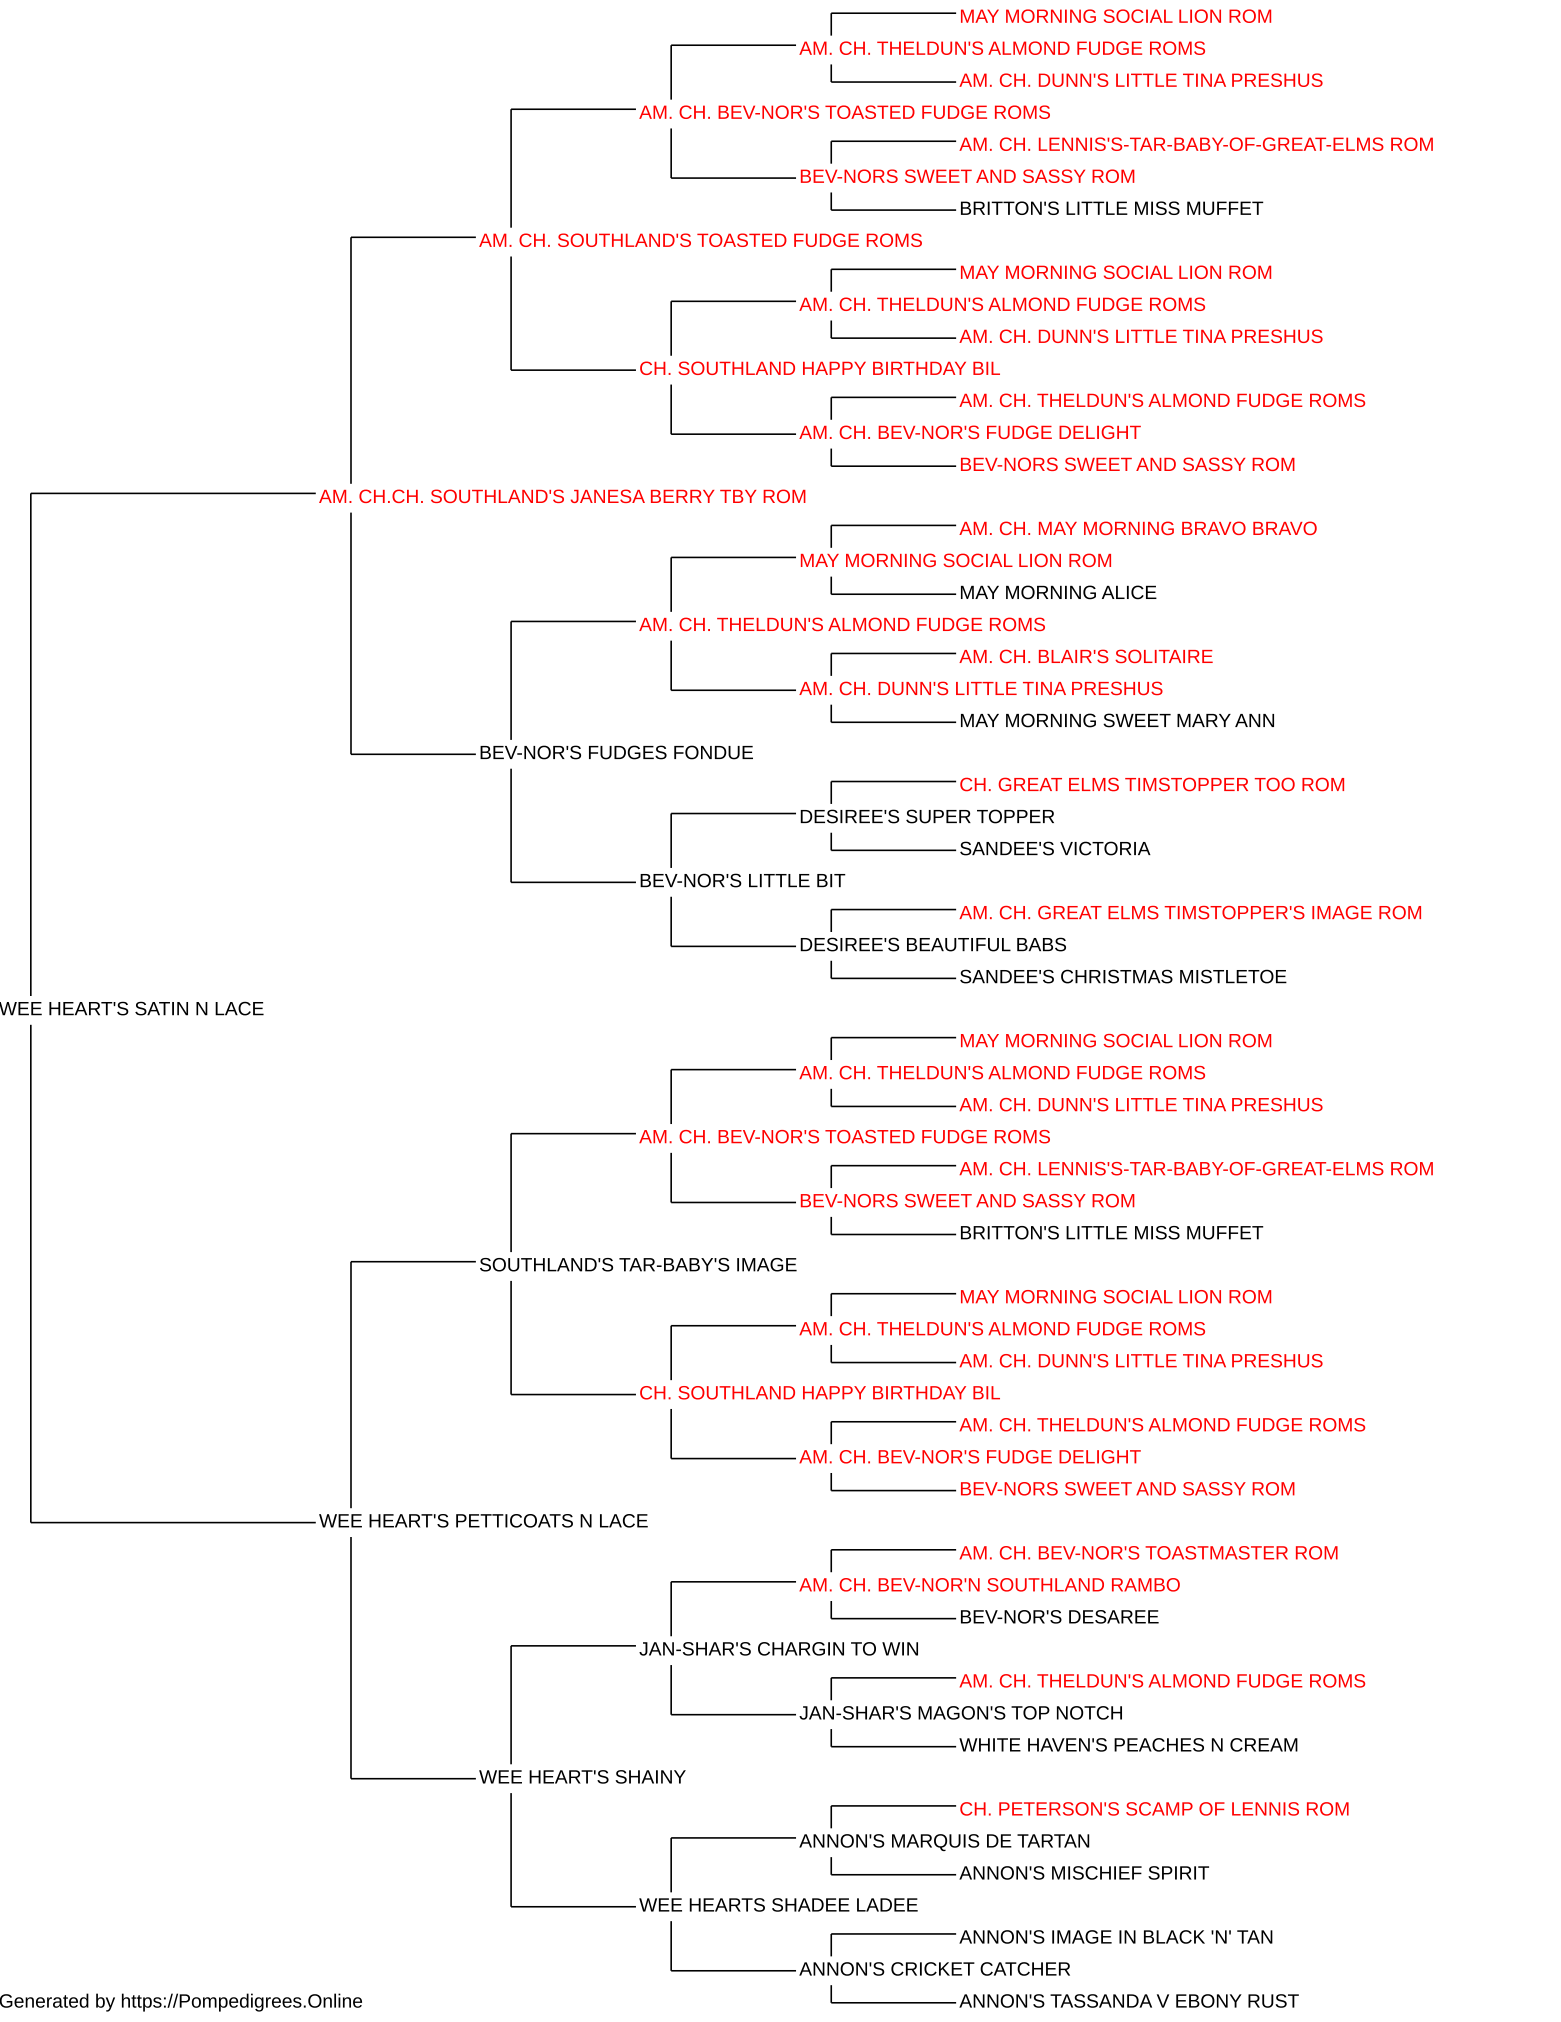 MAY MORNING SOCIAL LION ROM
AM. CH. THELDUN'S ALMOND FUDGE ROMS
AM. CH. DUNN'S LITTLE TINA PRESHUS
AM. CH. BEV-NOR'S TOASTED FUDGE ROMS
AM. CH. LENNIS'S-TAR-BABY-OF-GREAT-ELMS ROM
BEV-NORS SWEET AND SASSY ROM
BRITTON'S LITTLE MISS MUFFET
AM. CH. SOUTHLAND'S TOASTED FUDGE ROMS
MAY MORNING SOCIAL LION ROM
AM. CH. THELDUN'S ALMOND FUDGE ROMS
AM. CH. DUNN'S LITTLE TINA PRESHUS
CH. SOUTHLAND HAPPY BIRTHDAY BIL
AM. CH. THELDUN'S ALMOND FUDGE ROMS
AM. CH. BEV-NOR'S FUDGE DELIGHT
BEV-NORS SWEET AND SASSY ROM
AM. CH.CH. SOUTHLAND'S JANESA BERRY TBY ROM
AM. CH. MAY MORNING BRAVO BRAVO
MAY MORNING SOCIAL LION ROM
MAY MORNING ALICE
AM. CH. THELDUN'S ALMOND FUDGE ROMS
AM. CH. BLAIR'S SOLITAIRE
AM. CH. DUNN'S LITTLE TINA PRESHUS
MAY MORNING SWEET MARY ANN
BEV-NOR'S FUDGES FONDUE
CH. GREAT ELMS TIMSTOPPER TOO ROM
DESIREE'S SUPER TOPPER
SANDEE'S VICTORIA
BEV-NOR'S LITTLE BIT
AM. CH. GREAT ELMS TIMSTOPPER'S IMAGE ROM
DESIREE'S BEAUTIFUL BABS
SANDEE'S CHRISTMAS MISTLETOE
WEE HEART'S SATIN N LACE
MAY MORNING SOCIAL LION ROM
AM. CH. THELDUN'S ALMOND FUDGE ROMS
AM. CH. DUNN'S LITTLE TINA PRESHUS
AM. CH. BEV-NOR'S TOASTED FUDGE ROMS
AM. CH. LENNIS'S-TAR-BABY-OF-GREAT-ELMS ROM
BEV-NORS SWEET AND SASSY ROM
BRITTON'S LITTLE MISS MUFFET
SOUTHLAND'S TAR-BABY'S IMAGE
MAY MORNING SOCIAL LION ROM
AM. CH. THELDUN'S ALMOND FUDGE ROMS
AM. CH. DUNN'S LITTLE TINA PRESHUS
CH. SOUTHLAND HAPPY BIRTHDAY BIL
AM. CH. THELDUN'S ALMOND FUDGE ROMS
AM. CH. BEV-NOR'S FUDGE DELIGHT
BEV-NORS SWEET AND SASSY ROM
WEE HEART'S PETTICOATS N LACE
AM. CH. BEV-NOR'S TOASTMASTER ROM
AM. CH. BEV-NOR'N SOUTHLAND RAMBO
BEV-NOR'S DESAREE
JAN-SHAR'S CHARGIN TO WIN
AM. CH. THELDUN'S ALMOND FUDGE ROMS
JAN-SHAR'S MAGON'S TOP NOTCH
WHITE HAVEN'S PEACHES N CREAM
WEE HEART'S SHAINY
CH. PETERSON'S SCAMP OF LENNIS ROM
ANNON'S MARQUIS DE TARTAN
ANNON'S MISCHIEF SPIRIT
WEE HEARTS SHADEE LADEE
ANNON'S IMAGE IN BLACK 'N' TAN
ANNON'S CRICKET CATCHER
ANNON'S TASSANDA V EBONY RUST
Generated by https://Pompedigrees.Online